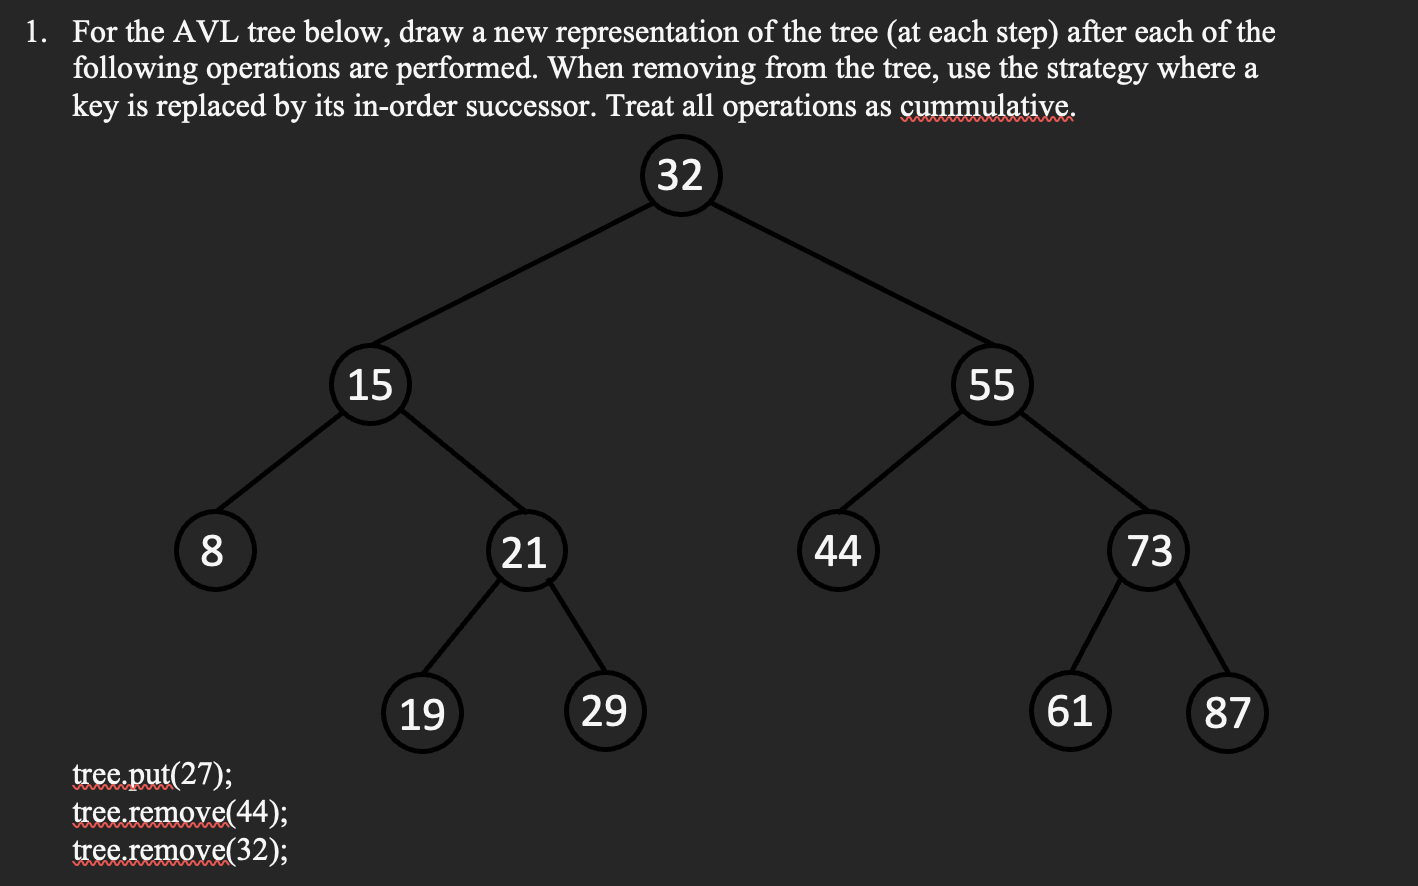 1. For the AVL tree below, draw a new representation of the tree (at each step) after each of the
following operations are performed. When removing from the tree, use the strategy where a
key is replaced by its in-order successor. Treat all operations as cummulative.
32
15 55
8 21 44 73
19 29 61 87
tree.put(27);
tree.remove(44);
tree.remove(32);